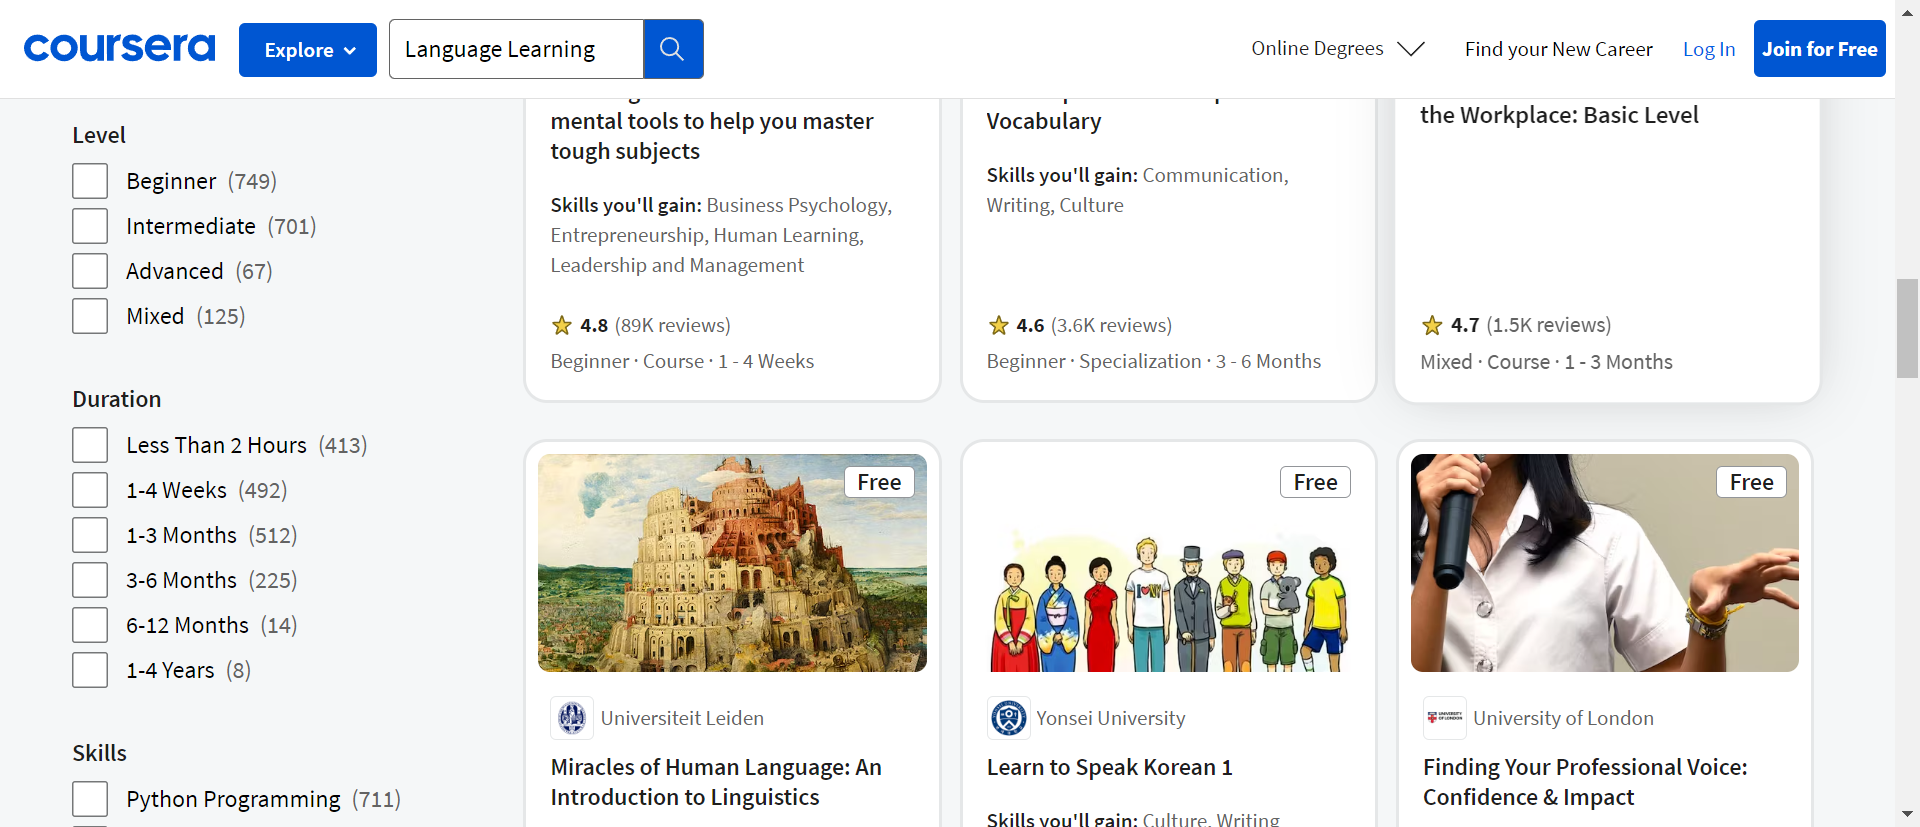 coursera
Explore
Language Learning
Online Degrees
Find your New Career
Log In
Join for Free
Level
Beginner (749)
Intermediate (701)
Advanced (67)
Mixed (125)
Duration
Less Than 2 Hours (413)
1-4 Weeks (492)
1-3 Months (512)
3-6 Months (225)
6-12 Months (14)
1-4 Years (8)
Skills
Python Programming (711)
mental tools to help you master
tough subjects
Skills you'll gain: Business Psychology,
Entrepreneurship, Human Learning,
Leadership and Management
4.8 (89K reviews)
Beginner · Course · 1 - 4 Weeks
Vocabulary
Skills you'll gain: Communication,
Writing, Culture
4.6 (3.6K reviews)
Beginner · Specialization · 3 - 6 Months
the Workplace: Basic Level
4.7 (1.5K reviews)
Mixed · Course · 1 - 3 Months
Free
Universiteit Leiden
Miracles of Human Language: An
Introduction to Linguistics
Free
I NY
Yonsei University
Learn to Speak Korean 1
Skills you'll gain: Culture, Writing
Free
UNIVERSITY
OF LONDON
University of London
Finding Your Professional Voice:
Confidence & Impact